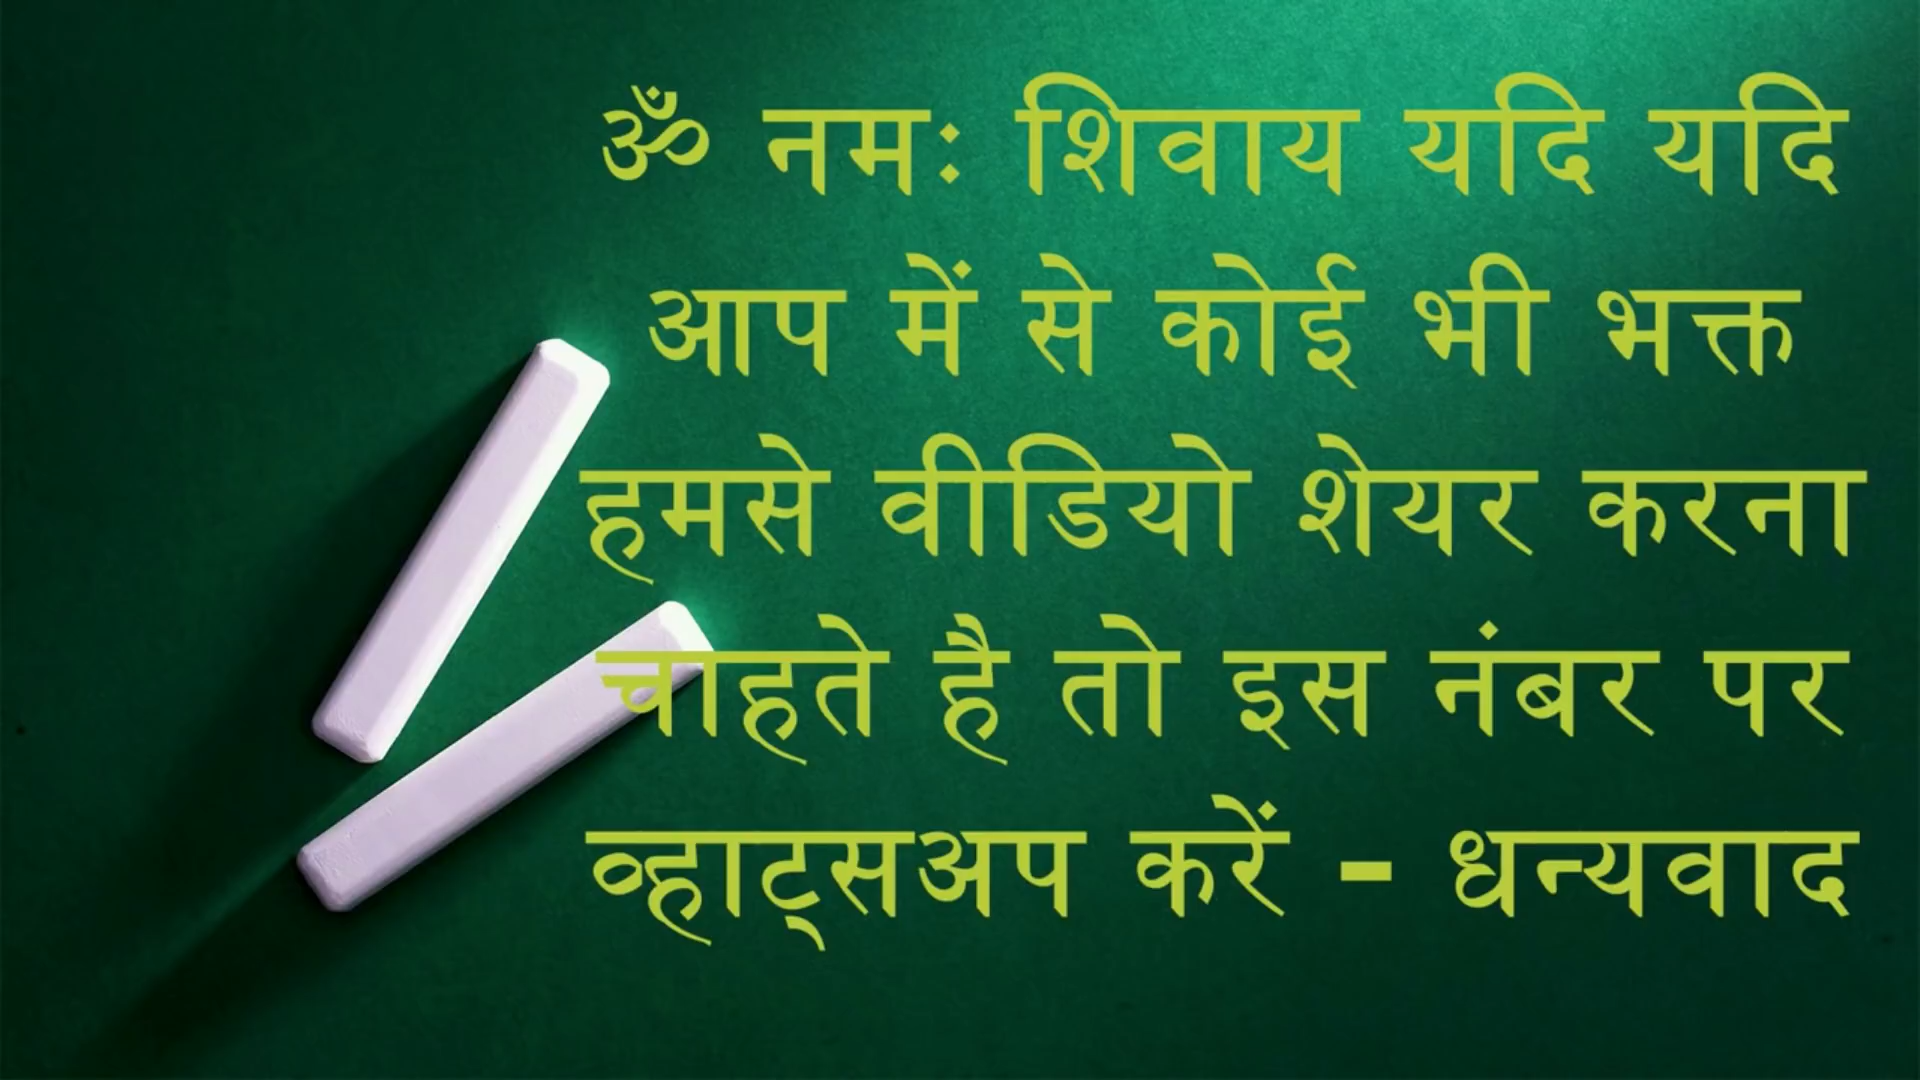 ॐ नमः शिवाय यदि यदि
आप में से कोई भी भक्त
हमसे वीडियो शेयर करना
चाहते है तो इस नंबर पर
व्हाट्सअप करें - धन्यवाद